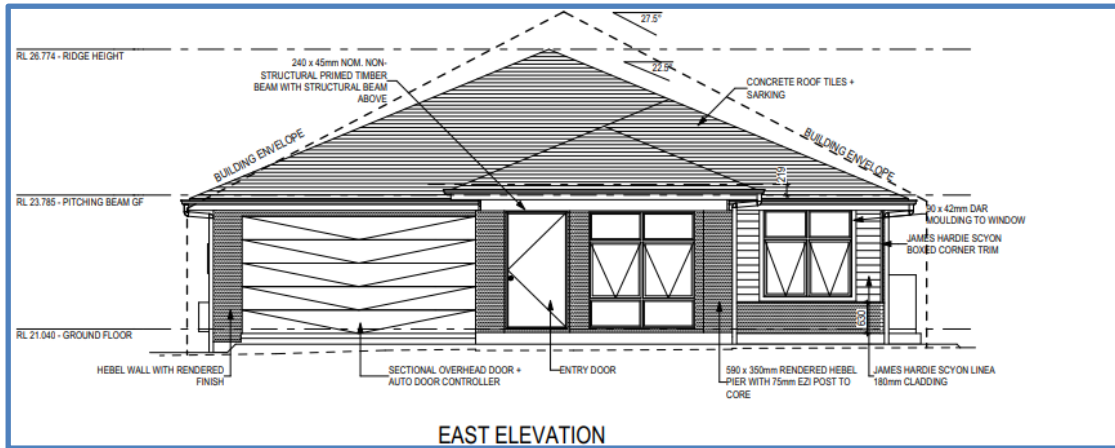 27.5°
RL 26.774 - RIDGE HEIGHT
240 x 45mm NOM. NON-
STRUCTURAL PRIMED TIMBER
BEAM WITH STRUCTURAL BEAM
ABOVE
22.5°
CONCRETE ROOF TILES +
SARKING
BUILDING ENVELOPE
BUILDING ENVELOPE
219
RL 23.785 - PITCHING BEAM GF
90 x 42mm DAR
MOULDING TO WINDOW
JAMES HARDIE SCYON
BOXED CORNER TRIM
630
RL 21.040 - GROUND FLOOR
HEBEL WALL WITH RENDERED
FINISH
SECTIONAL OVERHEAD DOOR +
AUTO DOOR CONTROLLER
ENTRY DOOR
590 x 350mm RENDERED HEBEL
PIER WITH 75mm EZI POST TO
CORE
JAMES HARDIE SCYON LINEA
180mm CLADDING
EAST ELEVATION